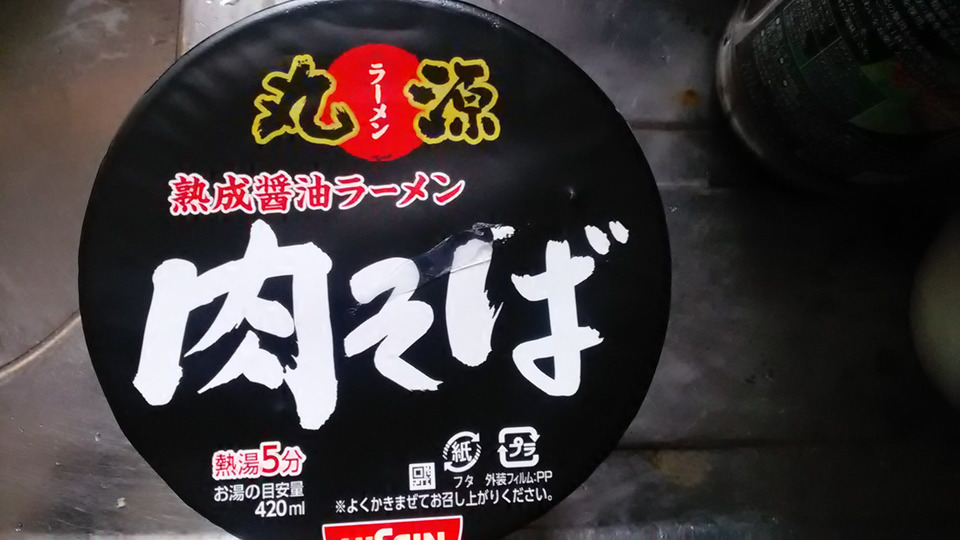 丸源
ラーメン
熟成醤油ラーメン
肉そば
熱湯5分
お湯の目安量
420ml
紙
フタ
プラ
外装フィルム:PP
※よくかきまぜてお召し上がりください。
NISSIN